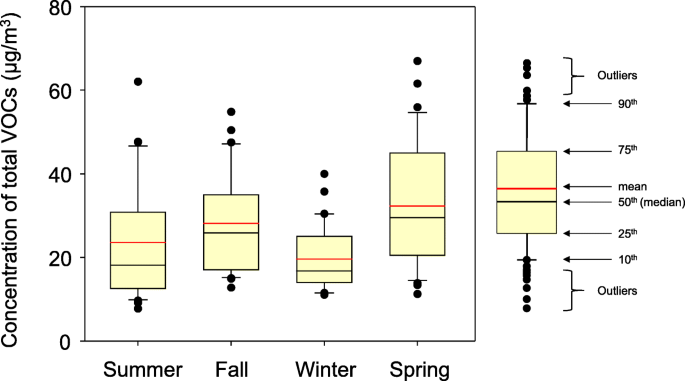 Concentration of total VOCs (µg/m³)
80
60
40
20
0
Summer
Fall
Winter
Spring
Outliers
90th
75th
mean
50th (median)
25th
10th
Outliers